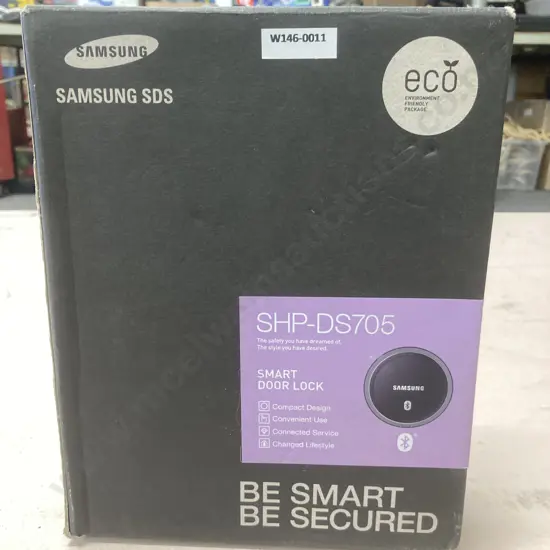 W146-0011
SAMSUNG
SAMSUNG SDS
eco
ENVIRONMENT
FRIENDLY
PACKAGE
SHP-DS705
The safety you have dreamed of.
The style you have desired.
SMART
DOOR LOCK
Compact Design
Convenient Use
Connected Service
Changed Lifestyle
SAMSUNG
BE SMART
BE SECURED